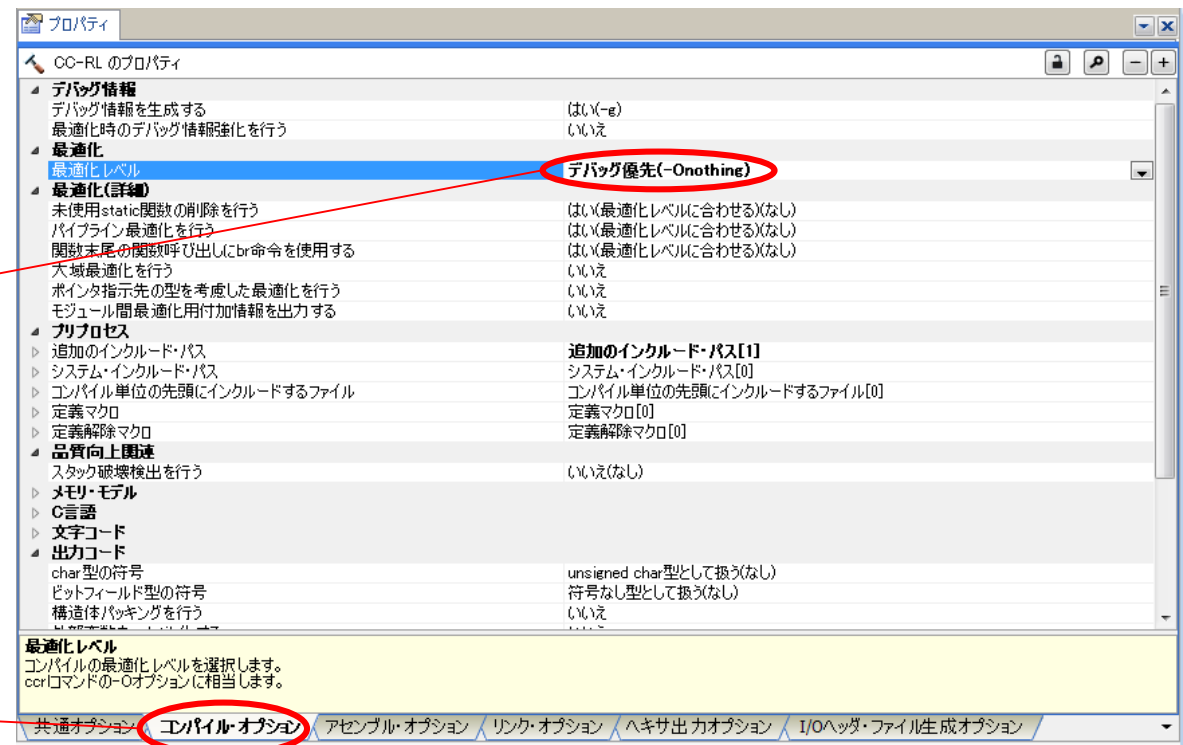 プロパティ
CC-RL のプロパティ
デバッグ情報
デバッグ情報を生成する はい(-g)
最適化時のデバッグ情報強化を行う いいえ
最適化
最適化レベル デバッグ優先(-Onothing)
最適化(詳細)
未使用static関数の削除を行う はい(最適化レベルに合わせる)(なし)
パイプライン最適化を行う はい(最適化レベルに合わせる)(なし)
関数末尾の関数呼び出しにbr命令を使用する はい(最適化レベルに合わせる)(なし)
大域最適化を行う いいえ
ポインタ指示先の型を考慮した最適化を行う いいえ
モジュール間最適化用付加情報を出力する いいえ
プリプロセス
追加のインクルード・パス 追加のインクルード・パス[1]
システム・インクルード・パス システム・インクルード・パス[0]
コンパイル単位の先頭にインクルードするファイル コンパイル単位の先頭にインクルードするファイル[0]
定義マクロ 定義マクロ[0]
定義解除マクロ 定義解除マクロ[0]
品質向上関連
スタック破壊検出を行う いいえ(なし)
メモリ・モデル
C言語
文字コード
出力コード
char型の符号 unsigned char型として扱う(なし)
ビットフィールド型の符号 符号なし型として扱う(なし)
構造体パッキングを行う いいえ
最適化レベル
コンパイルの最適化レベルを選択します。
ccrlコマンドの-Oオプションに相当します。
共通オプション コンパイル・オプション アセンブル・オプション リンク・オプション ヘキサ出力オプション I/Oヘッダ・ファイル生成オプション